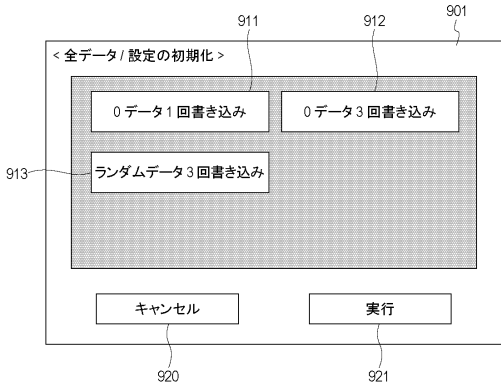 911
912
901
<全データ/設定の初期化>
0データ1回書き込み
0データ3回書き込み
913
ランダムデータ3回書き込み
キャンセル
実行
920
921